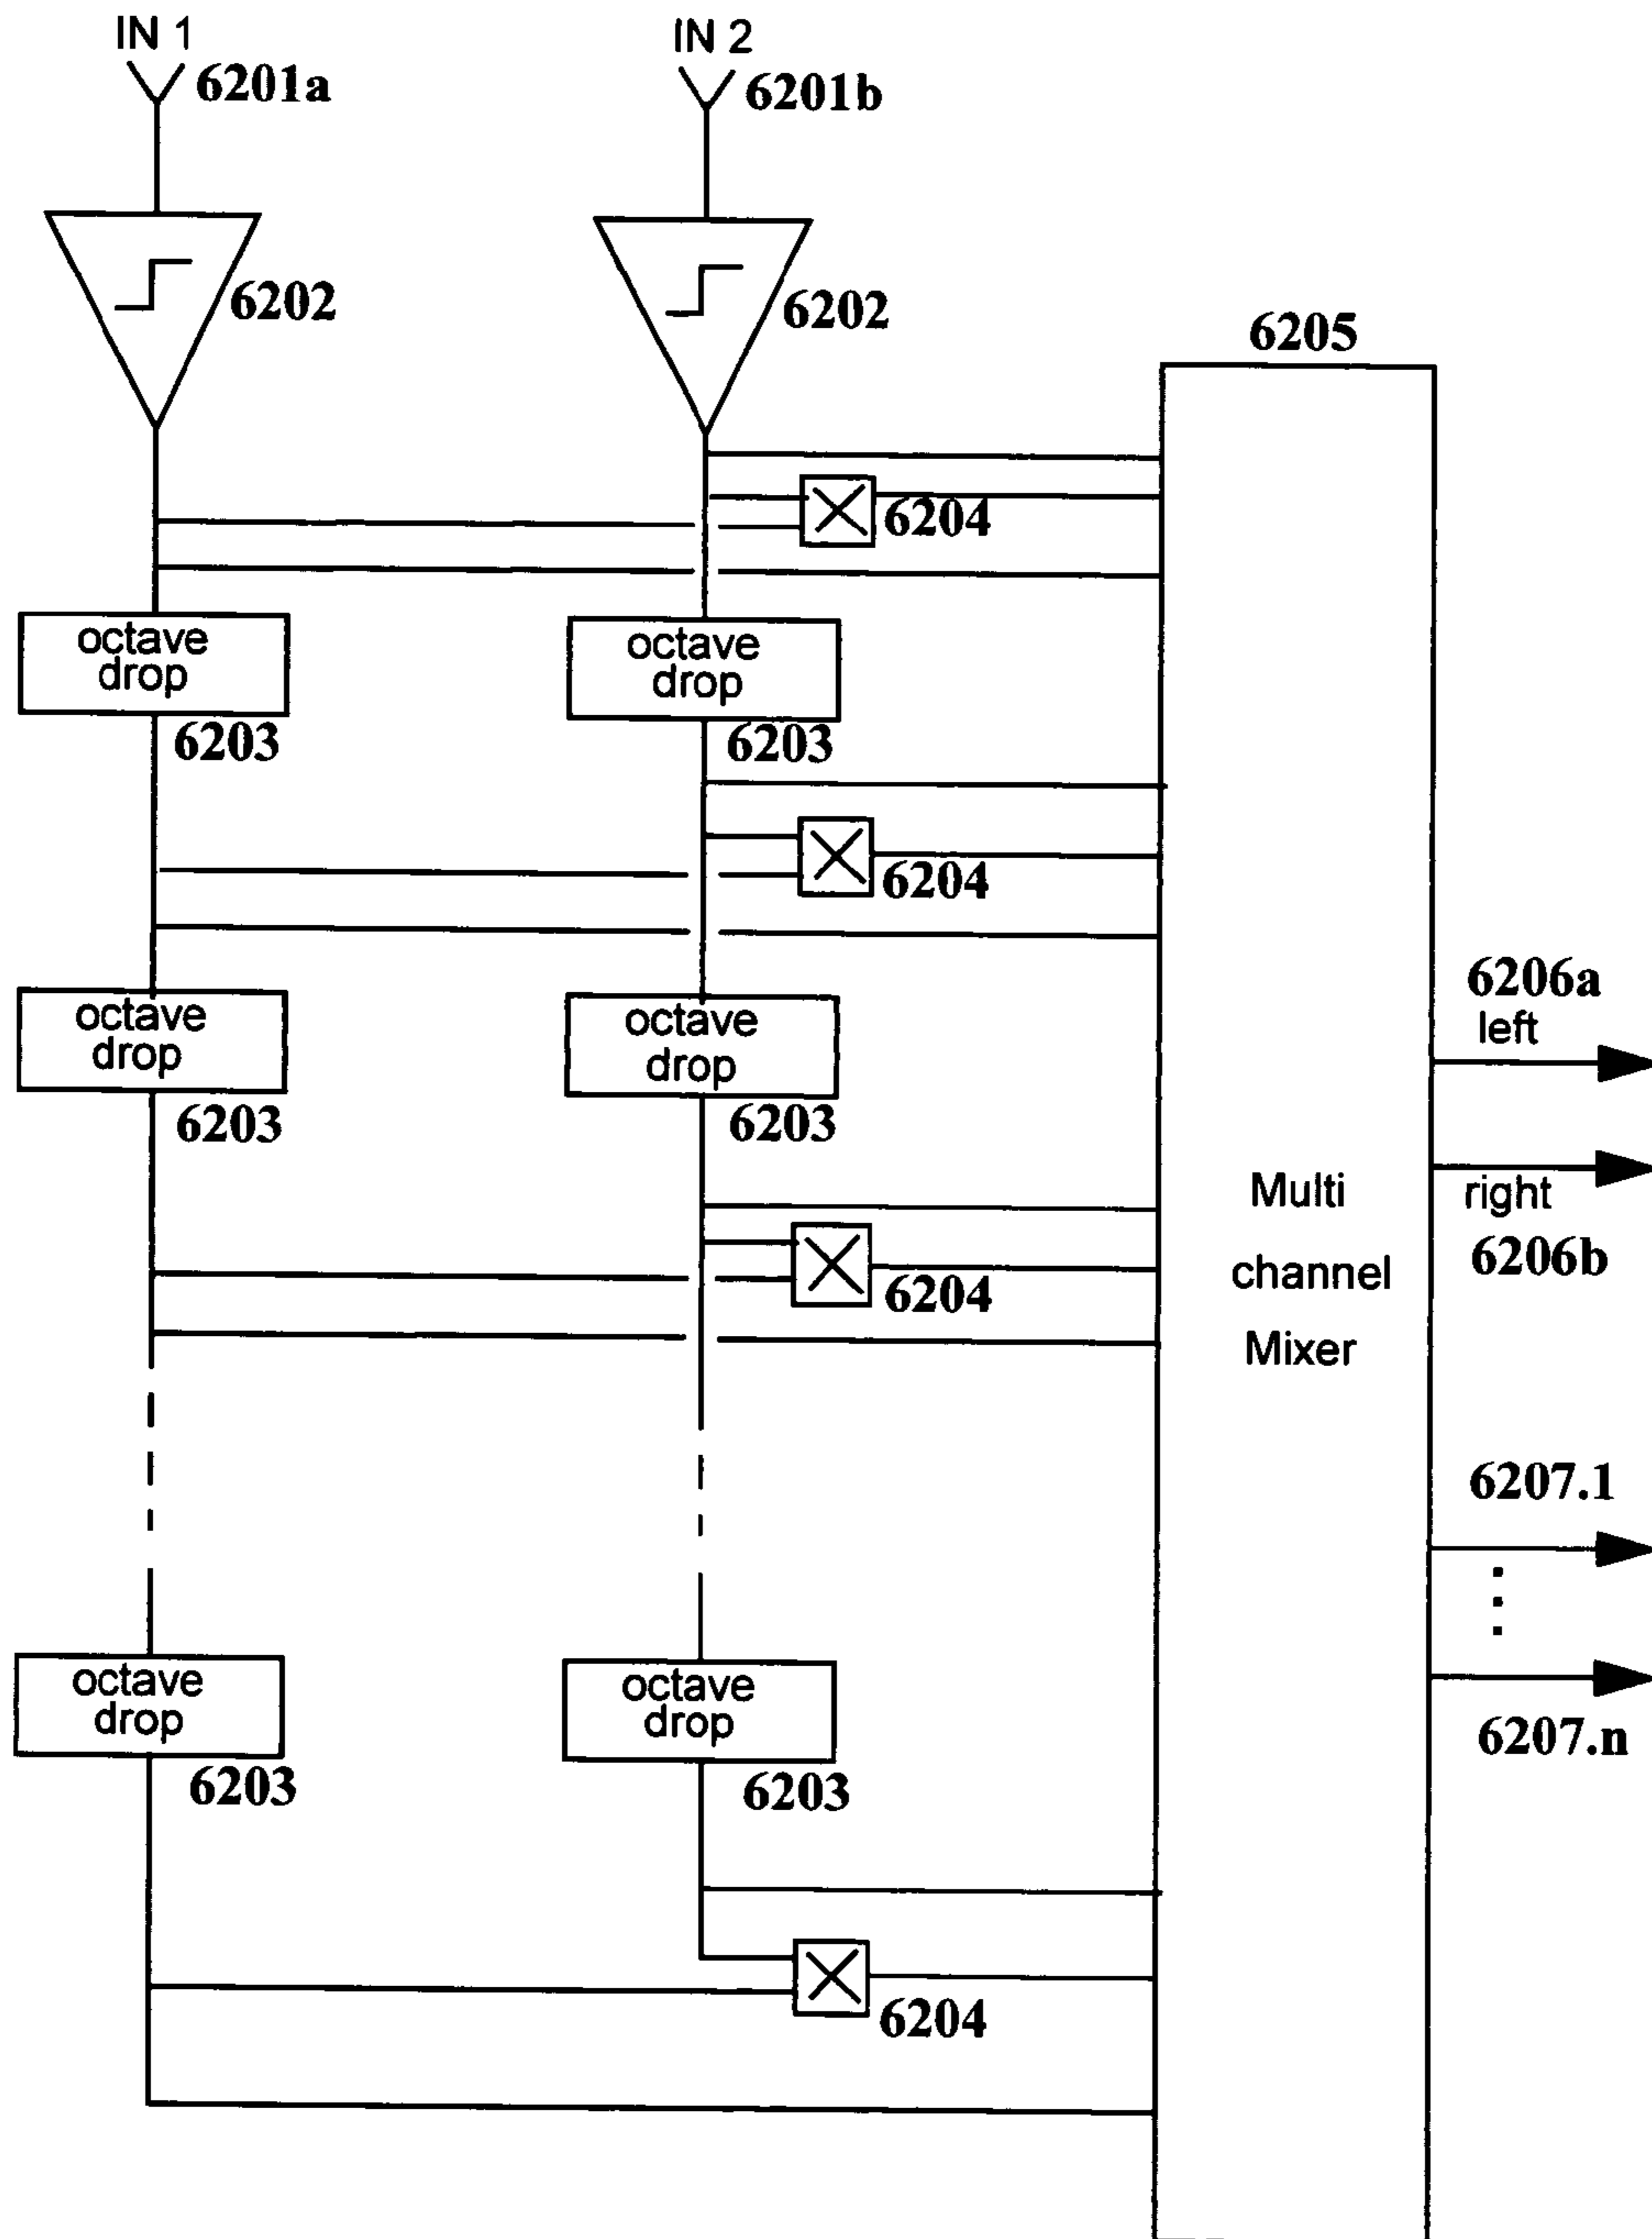 IN 1
6201a
IN 2
6201b
6202
6202
6205
6204
octave
drop
6203
octave
drop
6203
6204
octave
drop
6203
octave
drop
6203
6206a
left
right
6206b
Multi
channel
Mixer
6204
6207.1
6207.n
octave
drop
6203
octave
drop
6203
6204